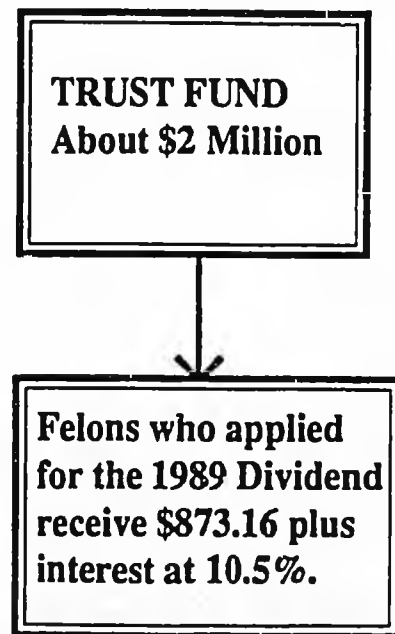 TRUST FUND
About $2 Million
Felons who applied
for the 1989 Dividend
receive $873.16 plus
interest at 10.5%.